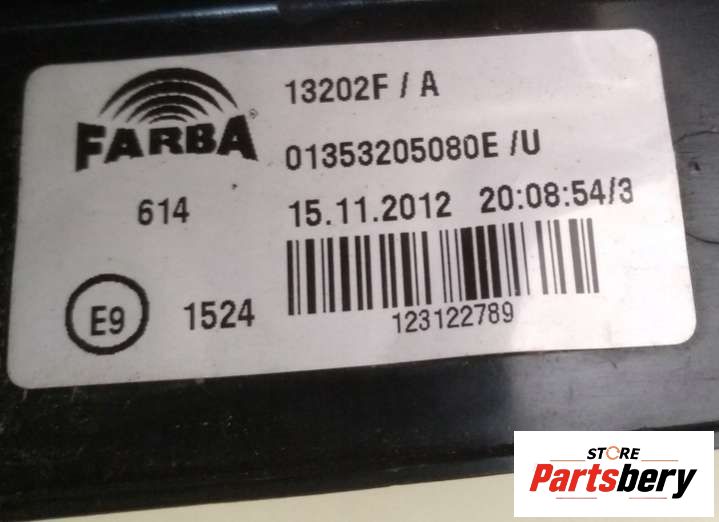 FARBA®
13202F / A
01353205080E /U
614
15.11.2012 20:08:54/3
E9
1524
123122789
STORE
Partsbery